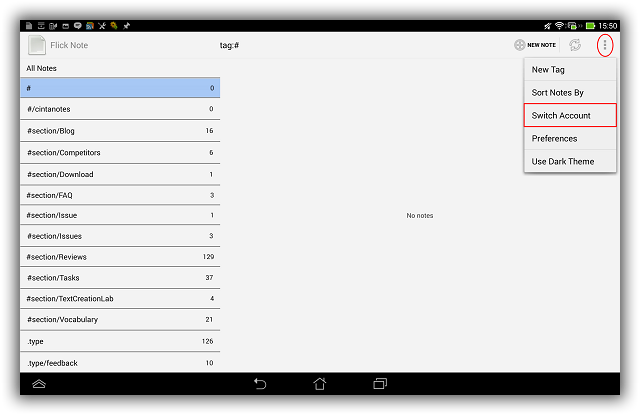 15:50
Flick Note
tag:#
NEW NOTE
All Notes
# 0
#/cintanotes 0
#section/Blog 16
#section/Competitors 6
#section/Download 1
#section/FAQ 3
#section/Issue 1
#section/Issues 3
#section/Reviews 129
#section/Tasks 37
#section/TextCreationLab 4
#section/Vocabulary 21
.type 126
.type/feedback 10
No notes
New Tag
Sort Notes By
Switch Account
Preferences
Use Dark Theme